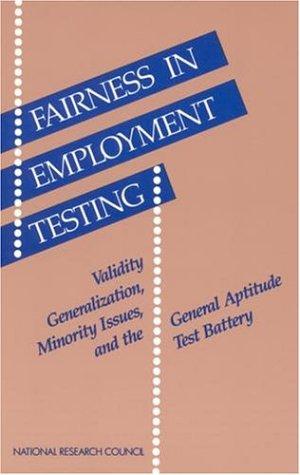 FAIRNESS IN
EMPLOYMENT
TESTING
Validity
Generalization,
Minority Issues,
and the
General Aptitude
Test Battery
NATIONAL RESEARCH COUNCIL